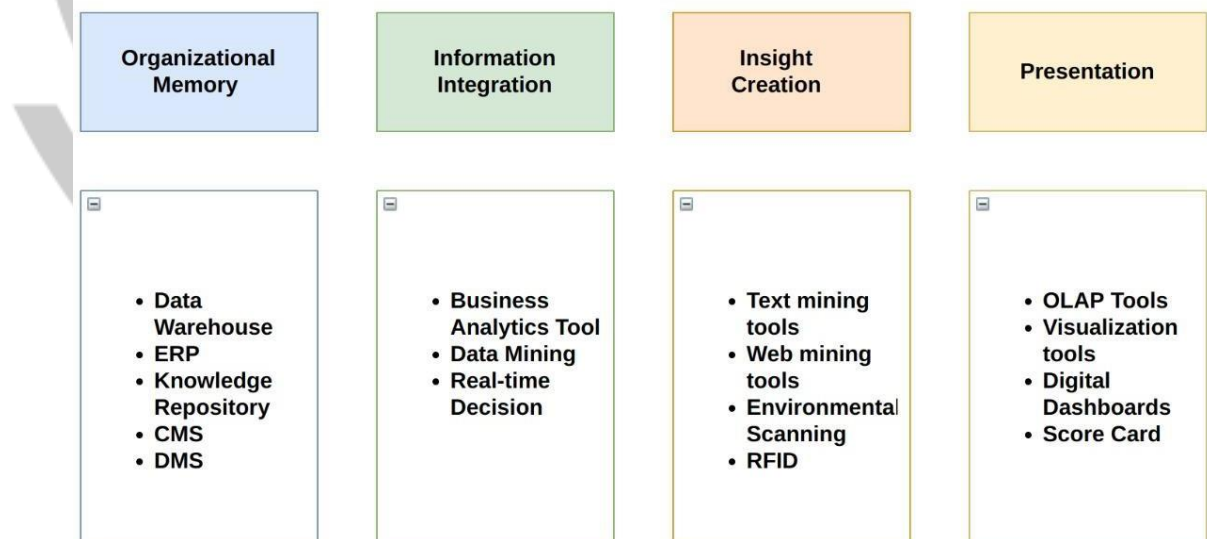 Organizational
Memory
Information
Integration
Insight
Creation
Presentation
• Data
Warehouse
• ERP
• Knowledge
Repository
• CMS
• DMS
• Business
Analytics Tool
• Data Mining
• Real-time
Decision
• Text mining
tools
• Web mining
tools
• Environmental
Scanning
• RFID
• OLAP Tools
• Visualization
tools
• Digital
Dashboards
• Score Card